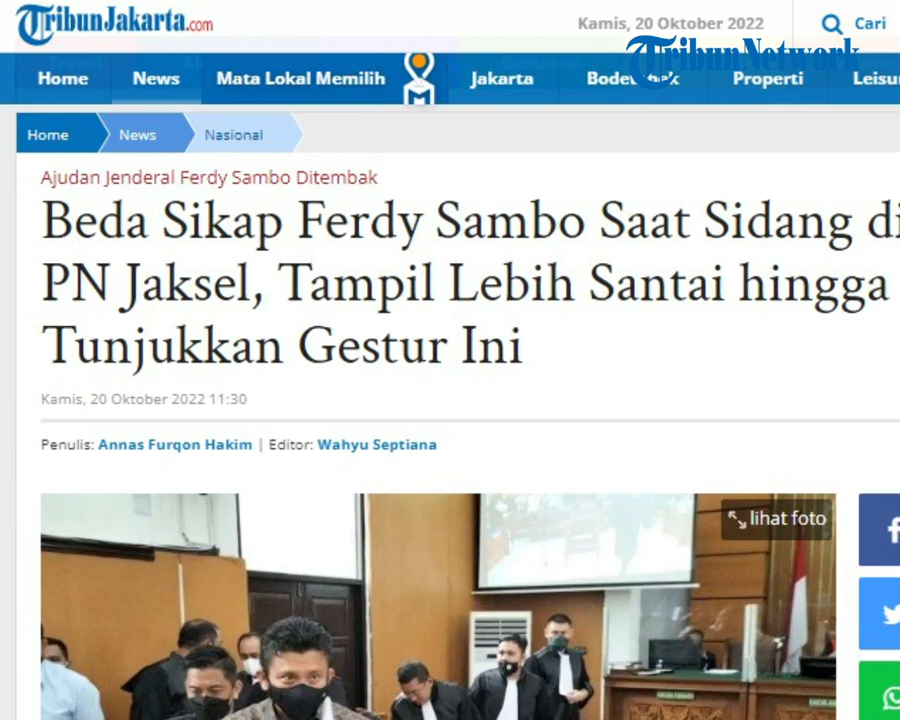 TribunJakarta.com
Kamis, 20 Oktober 2022
Cari
TribunNetwork
Home News Mata Lokal Memilih Jakarta Properti
Home News Nasional
Ajudan Jenderal Ferdy Sambo Ditembak
Beda Sikap Ferdy Sambo Saat Sidang di
PN Jaksel, Tampil Lebih Santai hingga
Tunjukkan Gestur Ini
Kamis, 20 Oktober 2022 11:30
Penulis: Annas Furqon Hakim | Editor: Wahyu Septiana
lihat foto